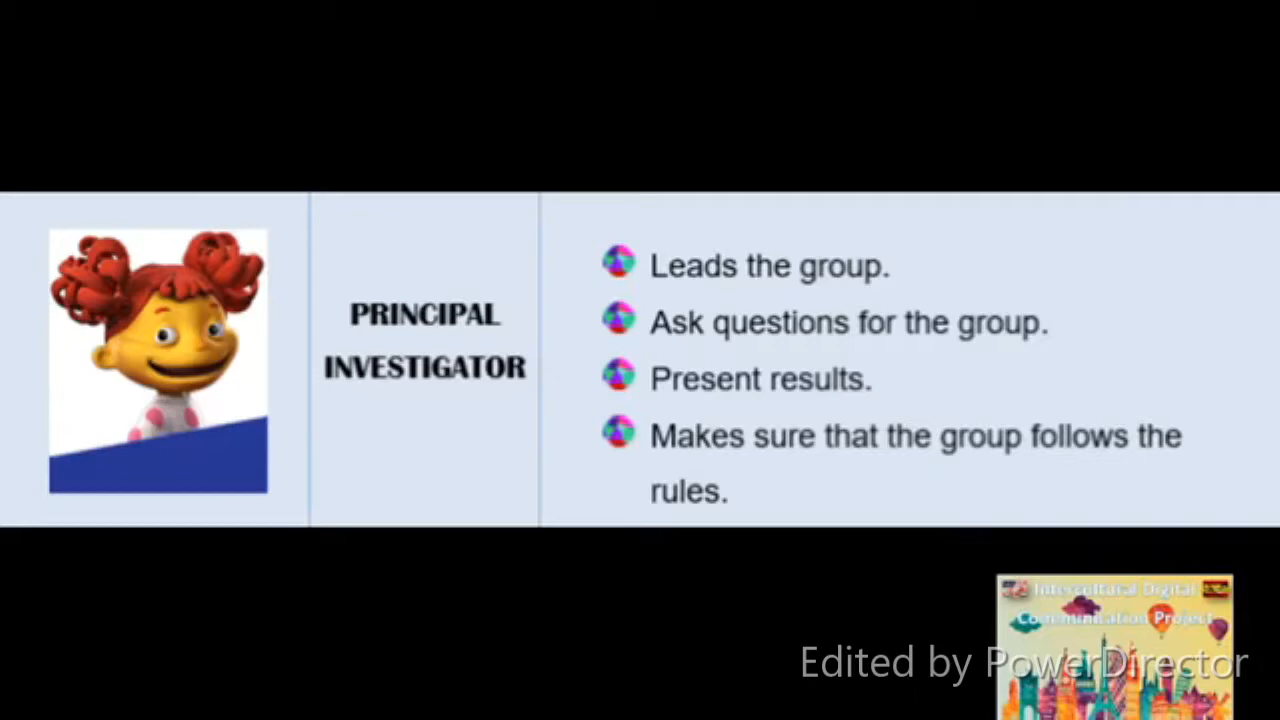 PRINCIPAL
INVESTIGATOR
Leads the group.
Ask questions for the group.
Present results.
Makes sure that the group follows the
rules.
Intercultural Digital
Communication Project
Edited by PowerDirector